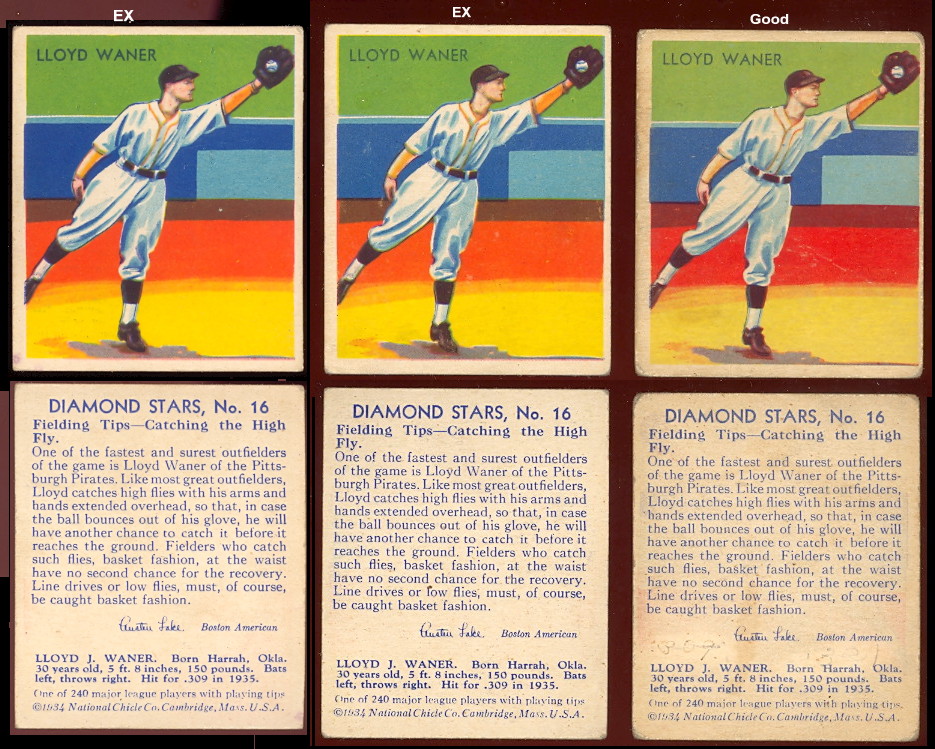 EX
EX
Good
LLOYD WANER
LLOYD WANER
LLOYD WANER
DIAMOND STARS, No. 16
Fielding Tips—Catching the High
Fly.
One of the fastest and surest outfielders
of the game is Lloyd Waner of the Pitts-
burgh Pirates. Like most great outfielders,
Lloyd catches high flies with his arms and
hands extended overhead, so that, in case
the ball bounces out of his glove, he will
have another chance to catch it before it
reaches the ground. Fielders who catch
such flies, basket fashion, at the waist
have no second chance for the recovery.
Line drives or low flies, must, of course,
be caught basket fashion.
Austen Lake. Boston American
LLOYD J. WANER. Born Harrah, Okla.
30 years old, 5 ft. 8 inches, 150 pounds. Bats
left, throws right. Hit for .309 in 1935.
One of 240 major league players with playing tips
©1934 National Chicle Co. Cambridge, Mass. U.S.A.
DIAMOND STARS, No. 16
Fielding Tips—Catching the High
Fly.
One of the fastest and surest outfielders
of the game is Lloyd Waner of the Pitts-
burgh Pirates. Like most great outfielders,
Lloyd catches high flies with his arms and
hands extended overhead, so that, in case
the ball bounces out of his glove, he will
have another chance to catch it before it
reaches the ground. Fielders who catch
such flies, basket fashion, at the waist
have no second chance for the recovery.
Line drives or low flies, must, of course,
be caught basket fashion.
Austen Lake. Boston American
LLOYD J. WANER. Born Harrah, Okla.
30 years old, 5 ft. 8 inches, 150 pounds. Bats
left, throws right. Hit for .309 in 1935.
One of 240 major league players with playing tips
©1934 National Chicle Co. Cambridge, Mass. U.S.A.
DIAMOND STARS, No. 16
Fielding Tips—Catching the High
Fly.
One of the fastest and surest outfielders
of the game is Lloyd Waner of the Pitts-
burgh Pirates. Like most great outfielders,
Lloyd catches high flies with his arms and
hands extended overhead, so that, in case
the ball bounces out of his glove, he will
have another chance to catch it before it
reaches the ground. Fielders who catch
such flies, basket fashion, at the waist
have no second chance for the recovery.
Line drives or low flies, must, of course,
be caught basket fashion.
Austen Lake. Boston American
LLOYD J. WANER. Born Harrah, Okla.
30 years old, 5 ft. 8 inches, 150 pounds. Bats
left, throws right. Hit for .309 in 1935.
One of 240 major league players with playing tips.
©1934 National Chicle Co. Cambridge, Mass. U.S.A.